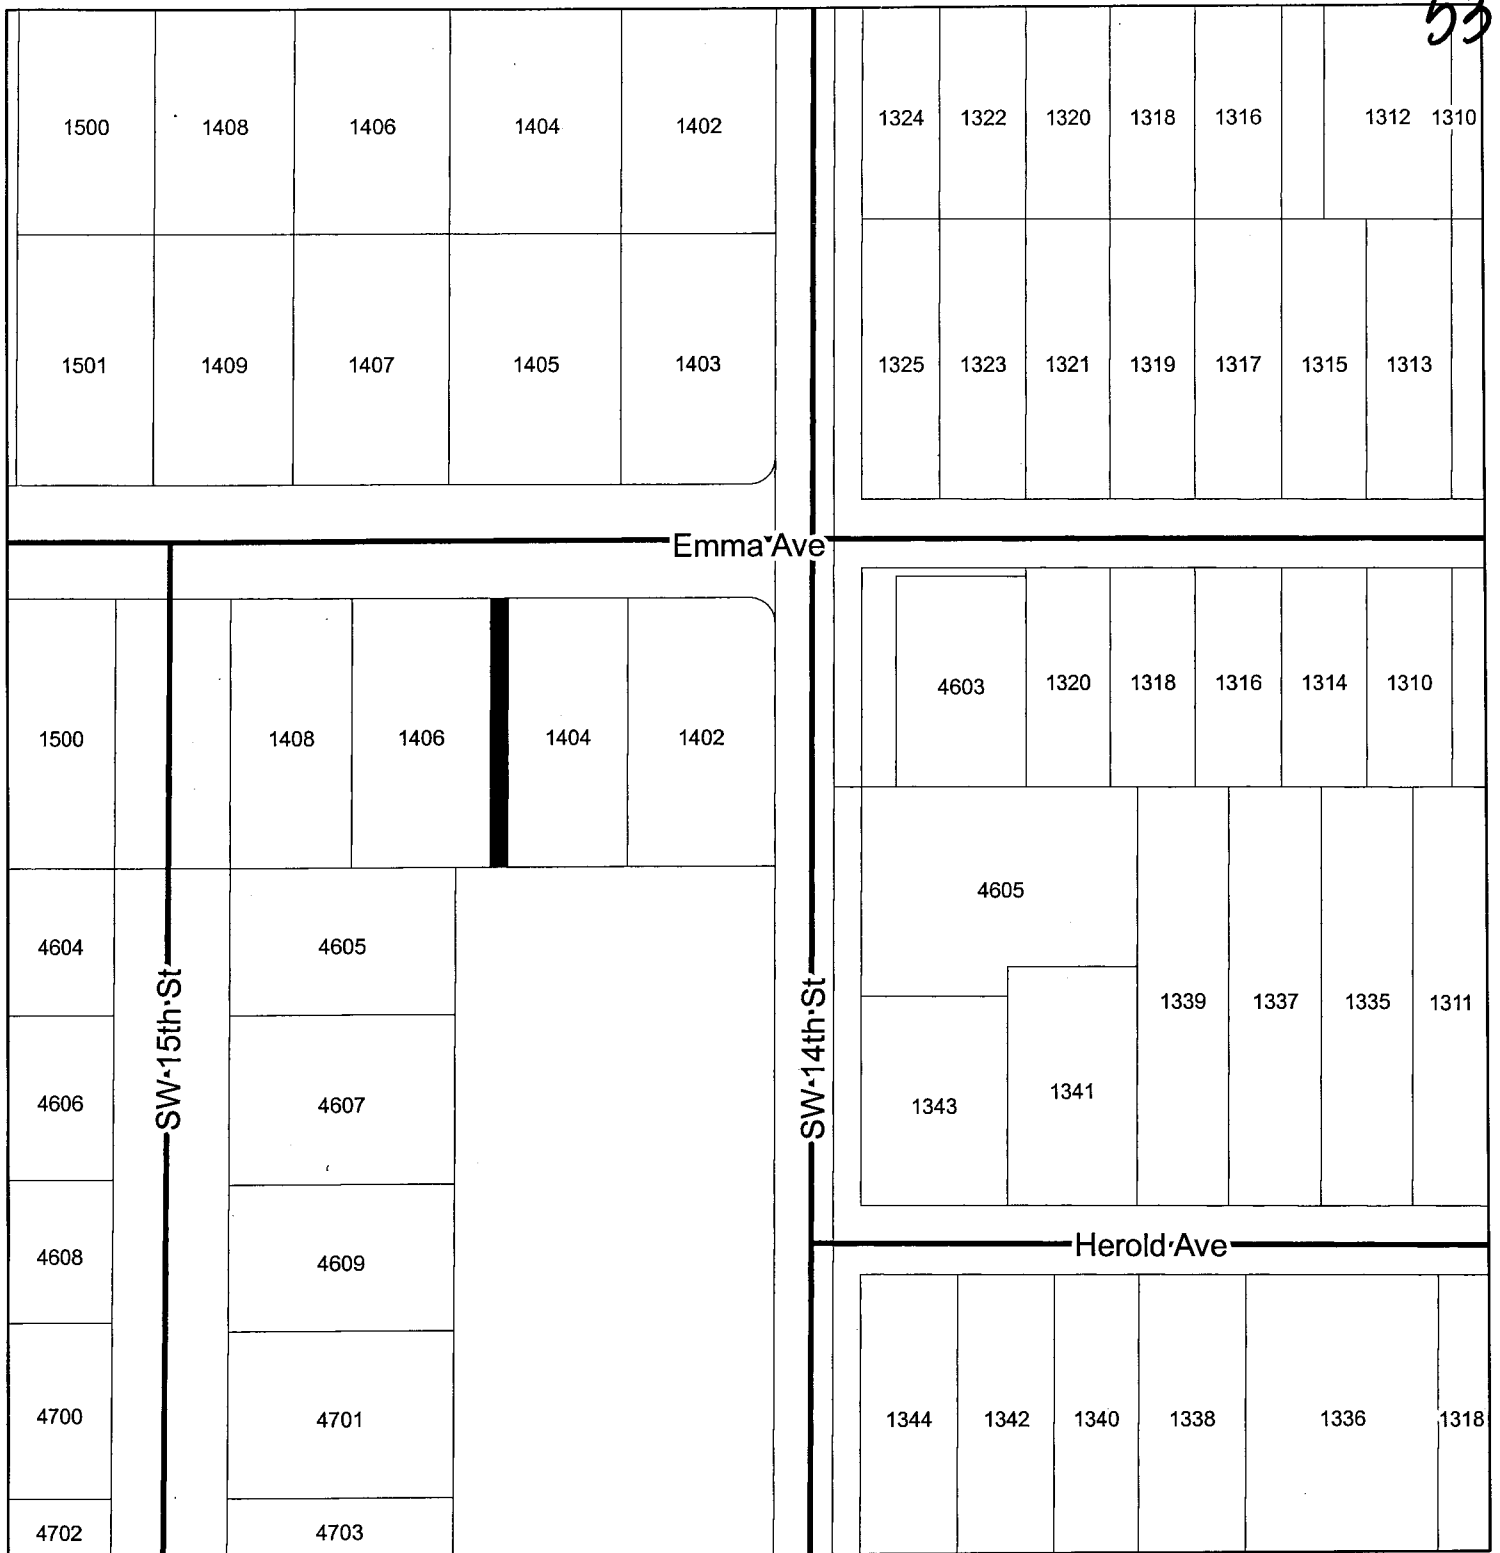 53
1500 1408 1406 1404 1402 1324 1322 1320 1318 1316 1312 1310
1501 1409 1407 1405 1403 1325 1323 1321 1319 1317 1315 1313
Emma Ave
1500 1408 1406 1404 1402 4603 1320 1318 1316 1314 1310
4605
4604 4605
SW 15th St
SW 14th St
1339 1337 1335 1311
4606 4607 1343 1341
4608 4609
Herold Ave
4700 4701 1344 1342 1340 1338 1336 1318
4702 4703